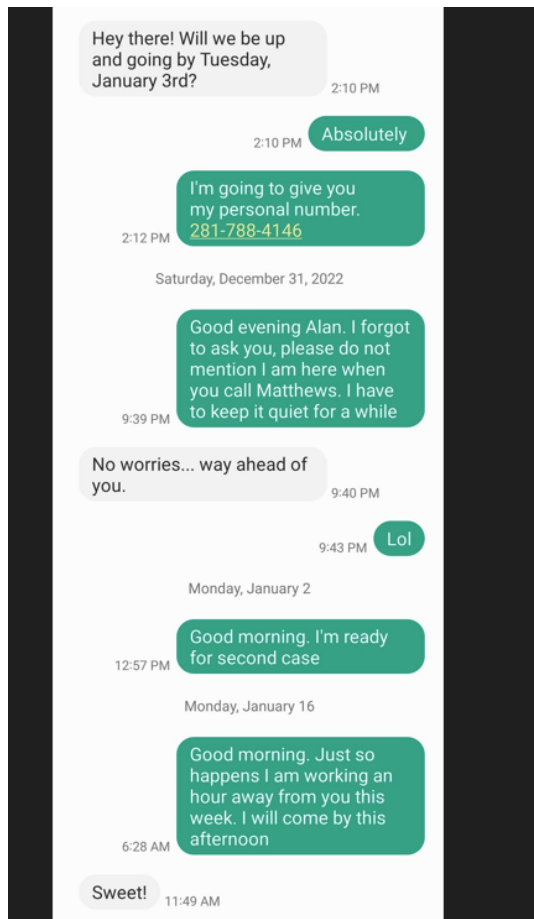 Hey there! Will we be up
and going by Tuesday,
January 3rd?
2:10 PM
Absolutely
2:10 PM
I'm going to give you
my personal number.
281-788-4146
2:12 PM
Saturday, December 31, 2022
Good evening Alan. I forgot
to ask you, please do not
mention I am here when
you call Matthews. I have
to keep it quiet for a while
9:39 PM
No worries... way ahead of
you.
9:40 PM
Lol
9:43 PM
Monday, January 2
Good morning. I'm ready
for second case
12:57 PM
Monday, January 16
Good morning. Just so
happens I am working an
hour away from you this
week. I will come by this
afternoon
6:28 AM
Sweet!
11:49 AM